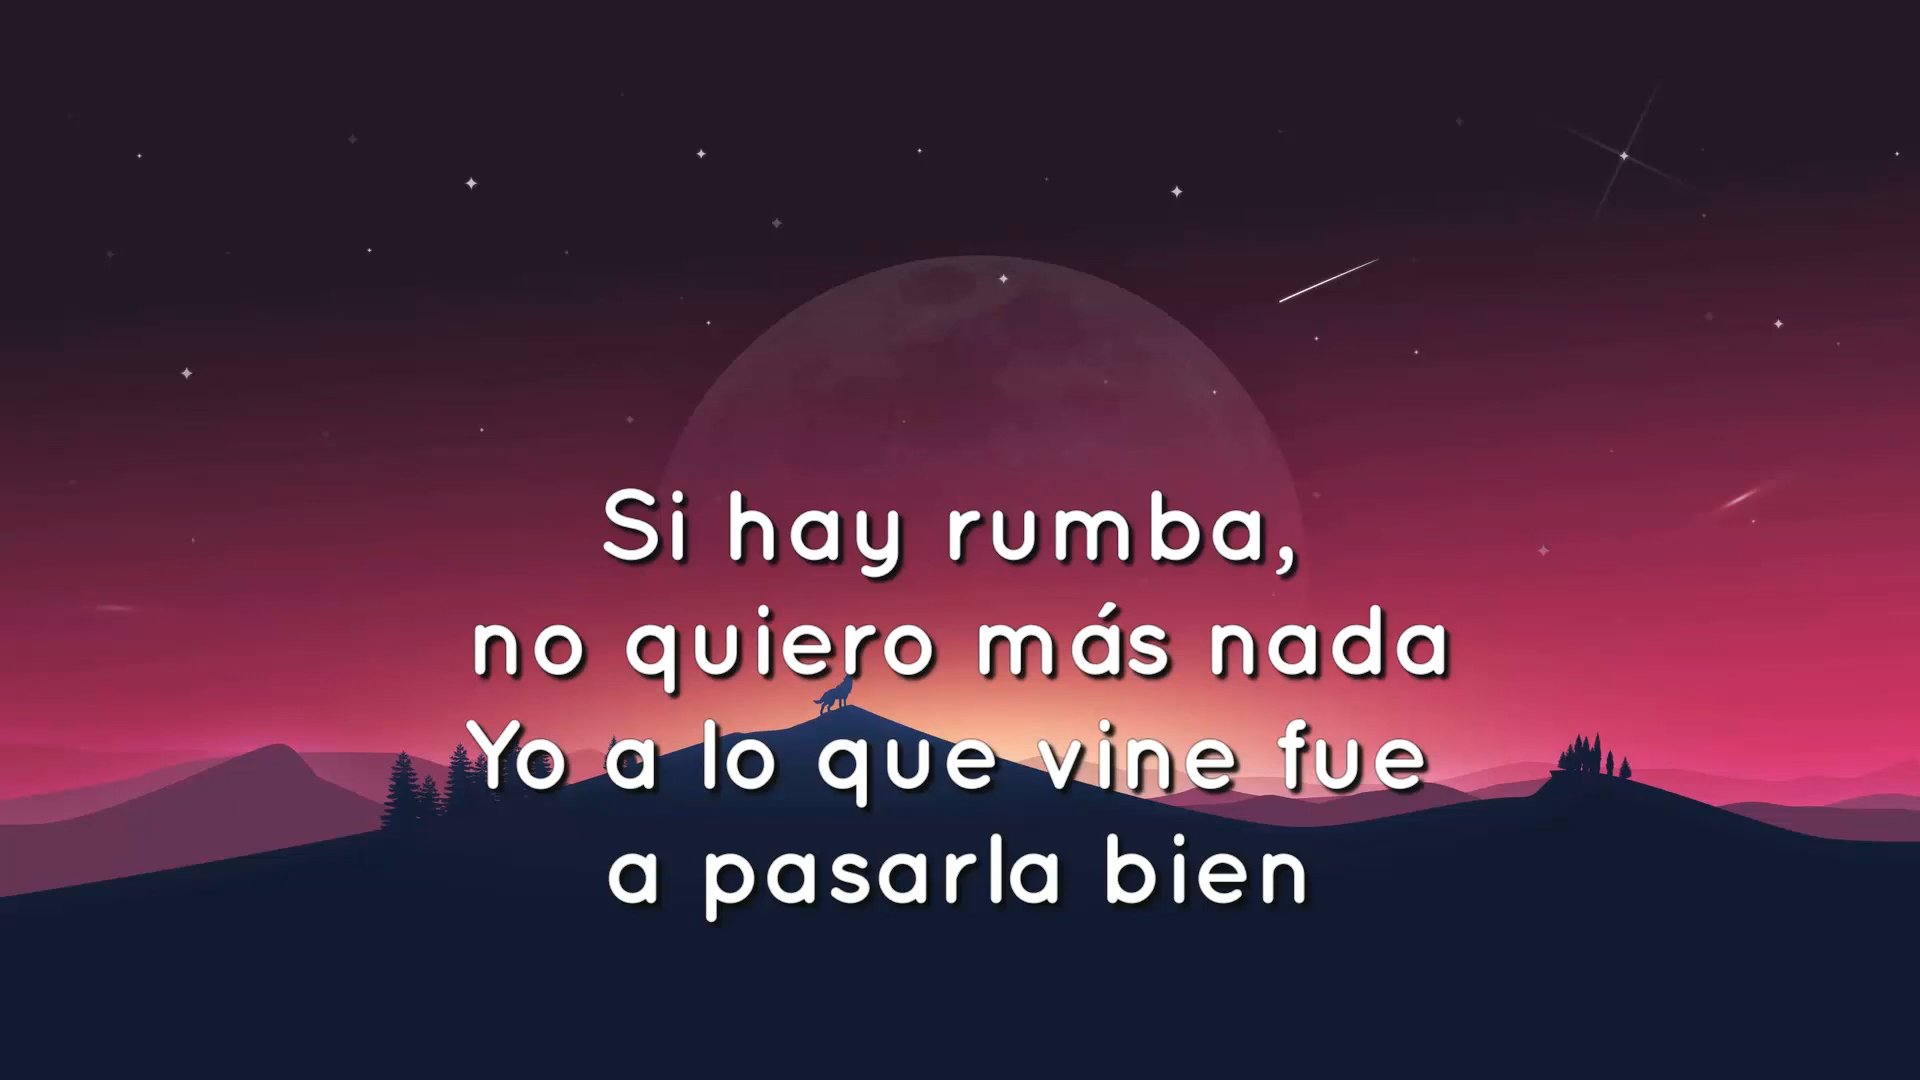 Si hay rumba,
no quiero más nada
Yo a lo que vine fue
a pasarla bien